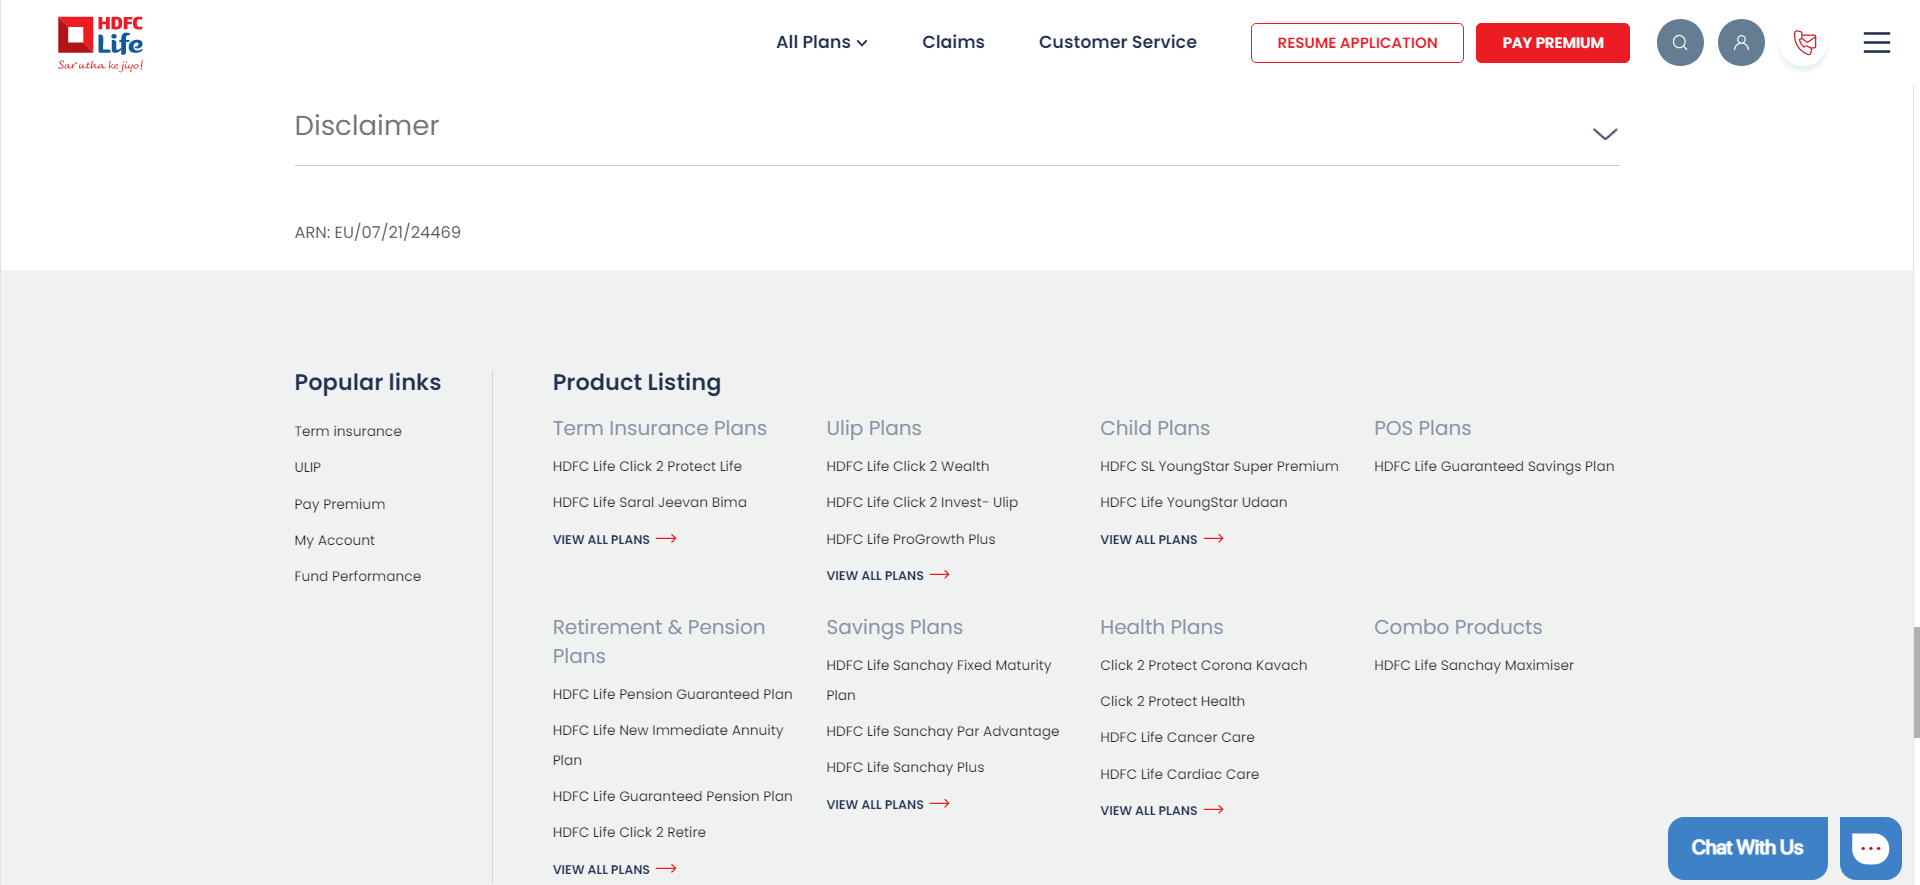 HDFC
Life
Sar utha ke jiyo!
All Plans
Claims
Customer Service
RESUME APPLICATION
PAY PREMIUM
Disclaimer
ARN: EU/07/21/24469
Popular links
Term insurance
ULIP
Pay Premium
My Account
Fund Performance
Product Listing
Term Insurance Plans
HDFC Life Click 2 Protect Life
HDFC Life Saral Jeevan Bima
VIEW ALL PLANS
Ulip Plans
HDFC Life Click 2 Wealth
HDFC Life Click 2 Invest- Ulip
HDFC Life ProGrowth Plus
VIEW ALL PLANS
Child Plans
HDFC SL YoungStar Super Premium
HDFC Life YoungStar Udaan
VIEW ALL PLANS
POS Plans
HDFC Life Guaranteed Savings Plan
Retirement & Pension
Plans
HDFC Life Pension Guaranteed Plan
HDFC Life New Immediate Annuity
Plan
HDFC Life Guaranteed Pension Plan
HDFC Life Click 2 Retire
VIEW ALL PLANS
Savings Plans
HDFC Life Sanchay Fixed Maturity
Plan
HDFC Life Sanchay Par Advantage
HDFC Life Sanchay Plus
VIEW ALL PLANS
Health Plans
Click 2 Protect Corona Kavach
Click 2 Protect Health
HDFC Life Cancer Care
HDFC Life Cardiac Care
VIEW ALL PLANS
Combo Products
HDFC Life Sanchay Maximiser
Chat With Us